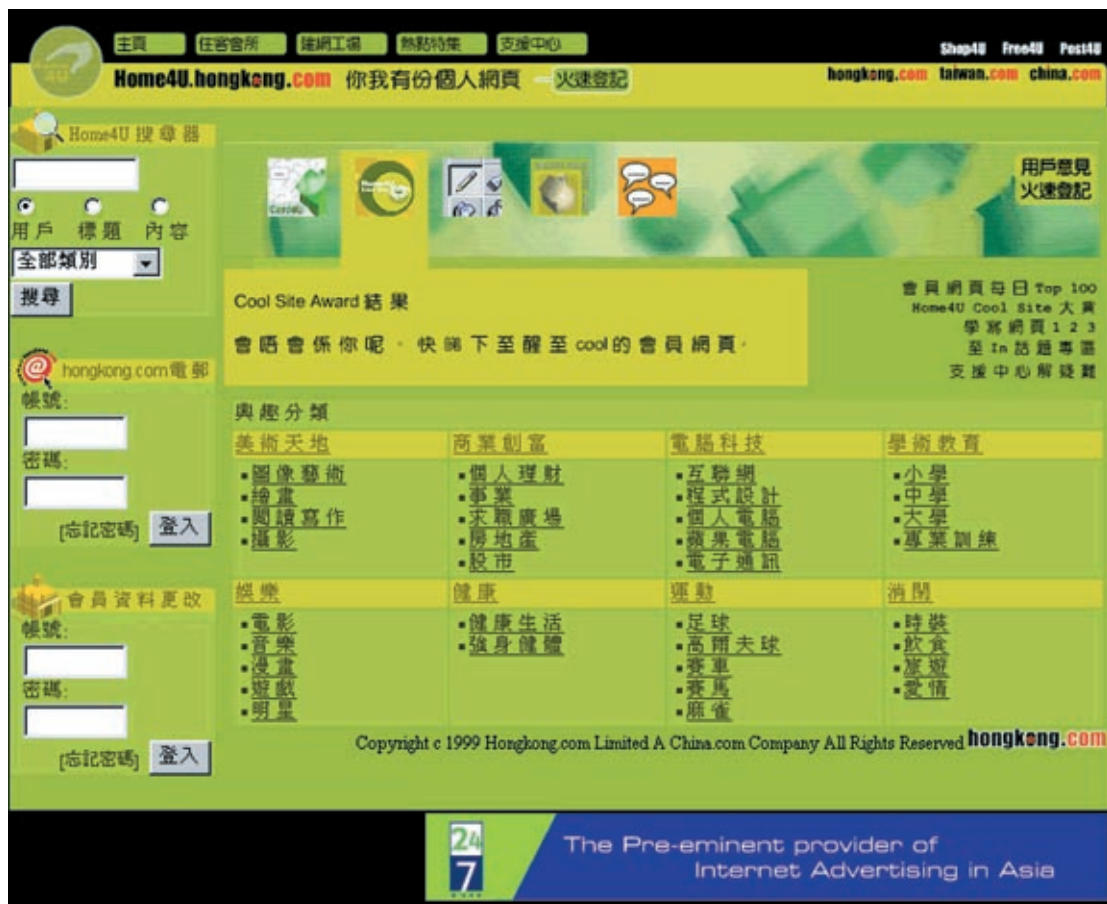 主頁 住客會所 建網工場 熱點特集 支援中心
Shop4U Free4U Post4U
4U
Home4U.hongkong.com 你我有份個人網頁 火速登記
hongkong.com taiwan.com china.com
Home4U 搜尋器
用戶 標題 內容
全部類別
搜尋
hongkong.com電郵
帳號:
密碼:
[忘記密碼] 登入
會員資料更改
帳號:
密碼:
[忘記密碼] 登入
用戶意見
火速登記
Cool Site Award 結果
會唔會係你呢。快睇下至醒至cool的會員網頁。
會員網頁每日 Top 100
Home4U Cool Site 大賞
學寫網頁123
至In話題專區
支援中心解疑難
興趣分類
美術天地
▪圖像藝術
▪繪畫
▪閱讀寫作
▪攝影
商業創富
▪個人理財
▪事業
▪求職廣場
▪房地產
▪股市
電腦科技
▪互聯網
▪程式設計
▪個人電腦
▪蘋果電腦
▪電子通訊
學術教育
▪小學
▪中學
▪大學
▪專業訓練
娛樂
▪電影
▪音樂
▪漫畫
▪遊戲
▪明星
健康
▪健康生活
▪強身健體
運動
▪足球
▪高爾夫球
▪賽車
▪賽馬
▪麻雀
消閒
▪時裝
▪飲食
▪旅遊
▪愛情
Copyright c 1999 Hongkong.com Limited A China.com Company All Rights Reserved hongkong.com
24
7
The Pre-eminent provider of
Internet Advertising in Asia